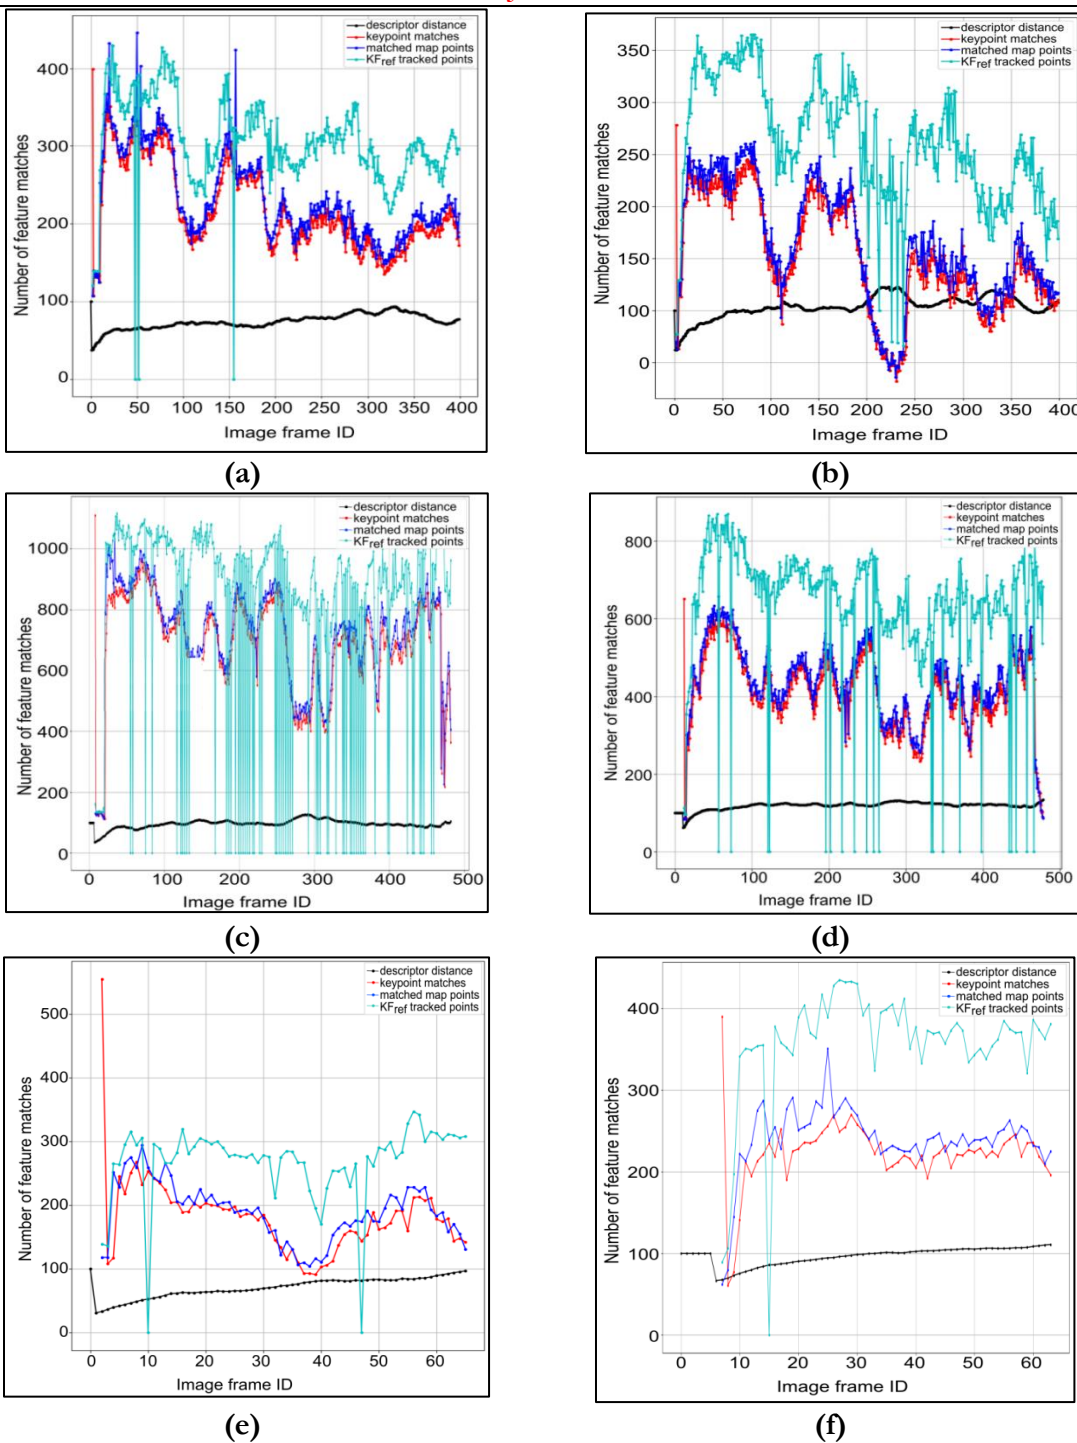 j
descriptor distance
keypoint matches
matched map points
KFref tracked points
Number of feature matches
400
300
200
100
0
0 50 100 150 200 250 300 350 400
Image frame ID
(a)
descriptor distance
keypoint matches
matched map points
KFref tracked points
Number of feature matches
350
300
250
200
150
100
0
0 50 100 150 200 250 300 350 400
Image frame ID
(b)
descriptor distance
keypoint matches
matched map points
KFref tracked points
Number of feature matches
1000
800
600
400
200
0
0 100 200 300 400 500
Image frame ID
(c)
descriptor distance
keypoint matches
matched map points
KFref tracked points
Number of feature matches
800
600
400
200
0
0 100 200 300 400 500
Image frame ID
(d)
descriptor distance
keypoint matches
matched map points
KFref tracked points
Number of feature matches
500
400
300
200
100
0
0 10 20 30 40 50 60
Image frame ID
(e)
descriptor distance
keypoint matches
matched map points
KFref tracked points
Number of feature matches
400
300
200
100
0
0 10 20 30 40 50 60
Image frame ID
(f)